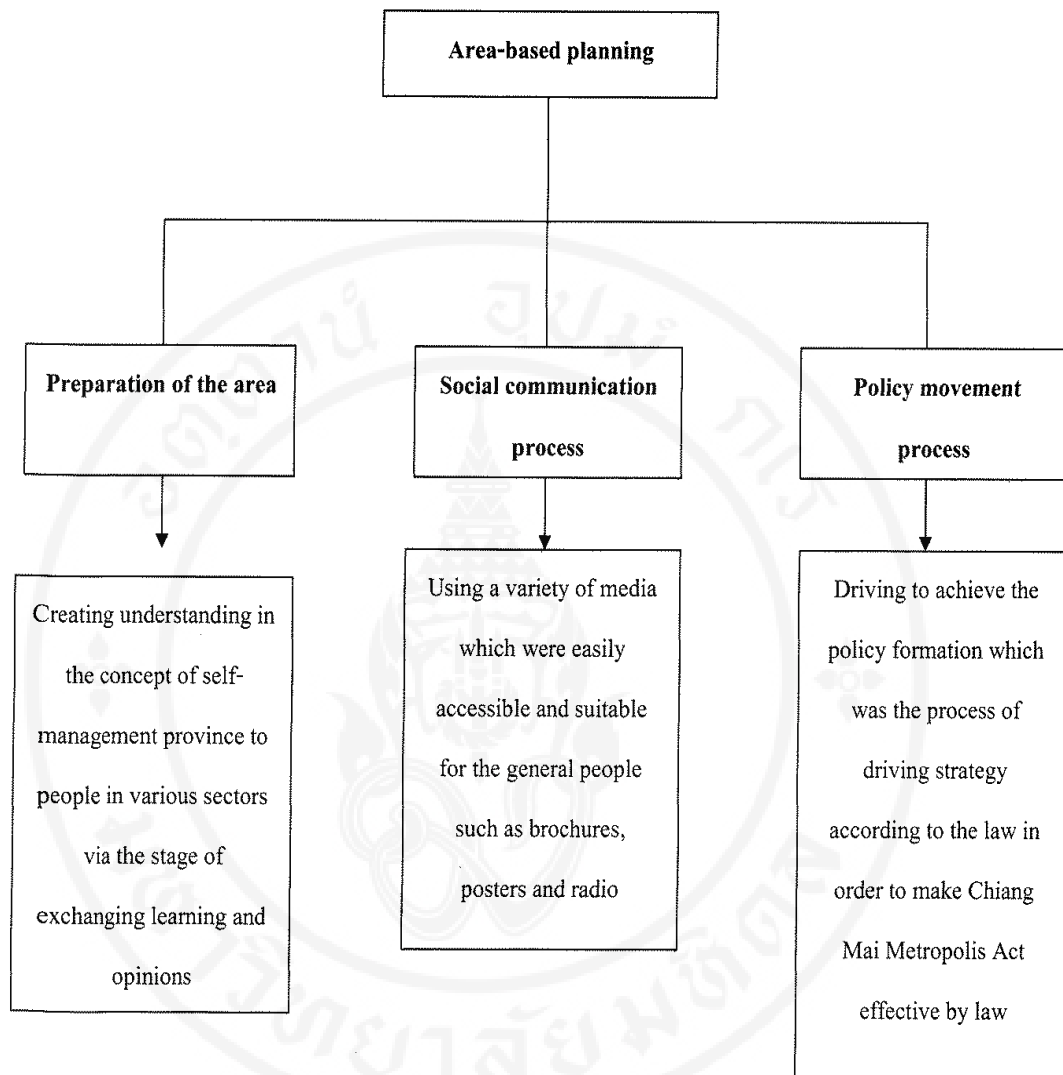 Area-based planning
Preparation of the area
Social communication
process
Policy movement
process
Creating understanding in
the concept of self-
management province to
people in various sectors
via the stage of
exchanging learning and
opinions
Using a variety of media
which were easily
accessible and suitable
for the general people
such as brochures,
posters and radio
Driving to achieve the
policy formation which
was the process of
driving strategy
according to the law in
order to make Chiang
Mai Metropolis Act
effective by law